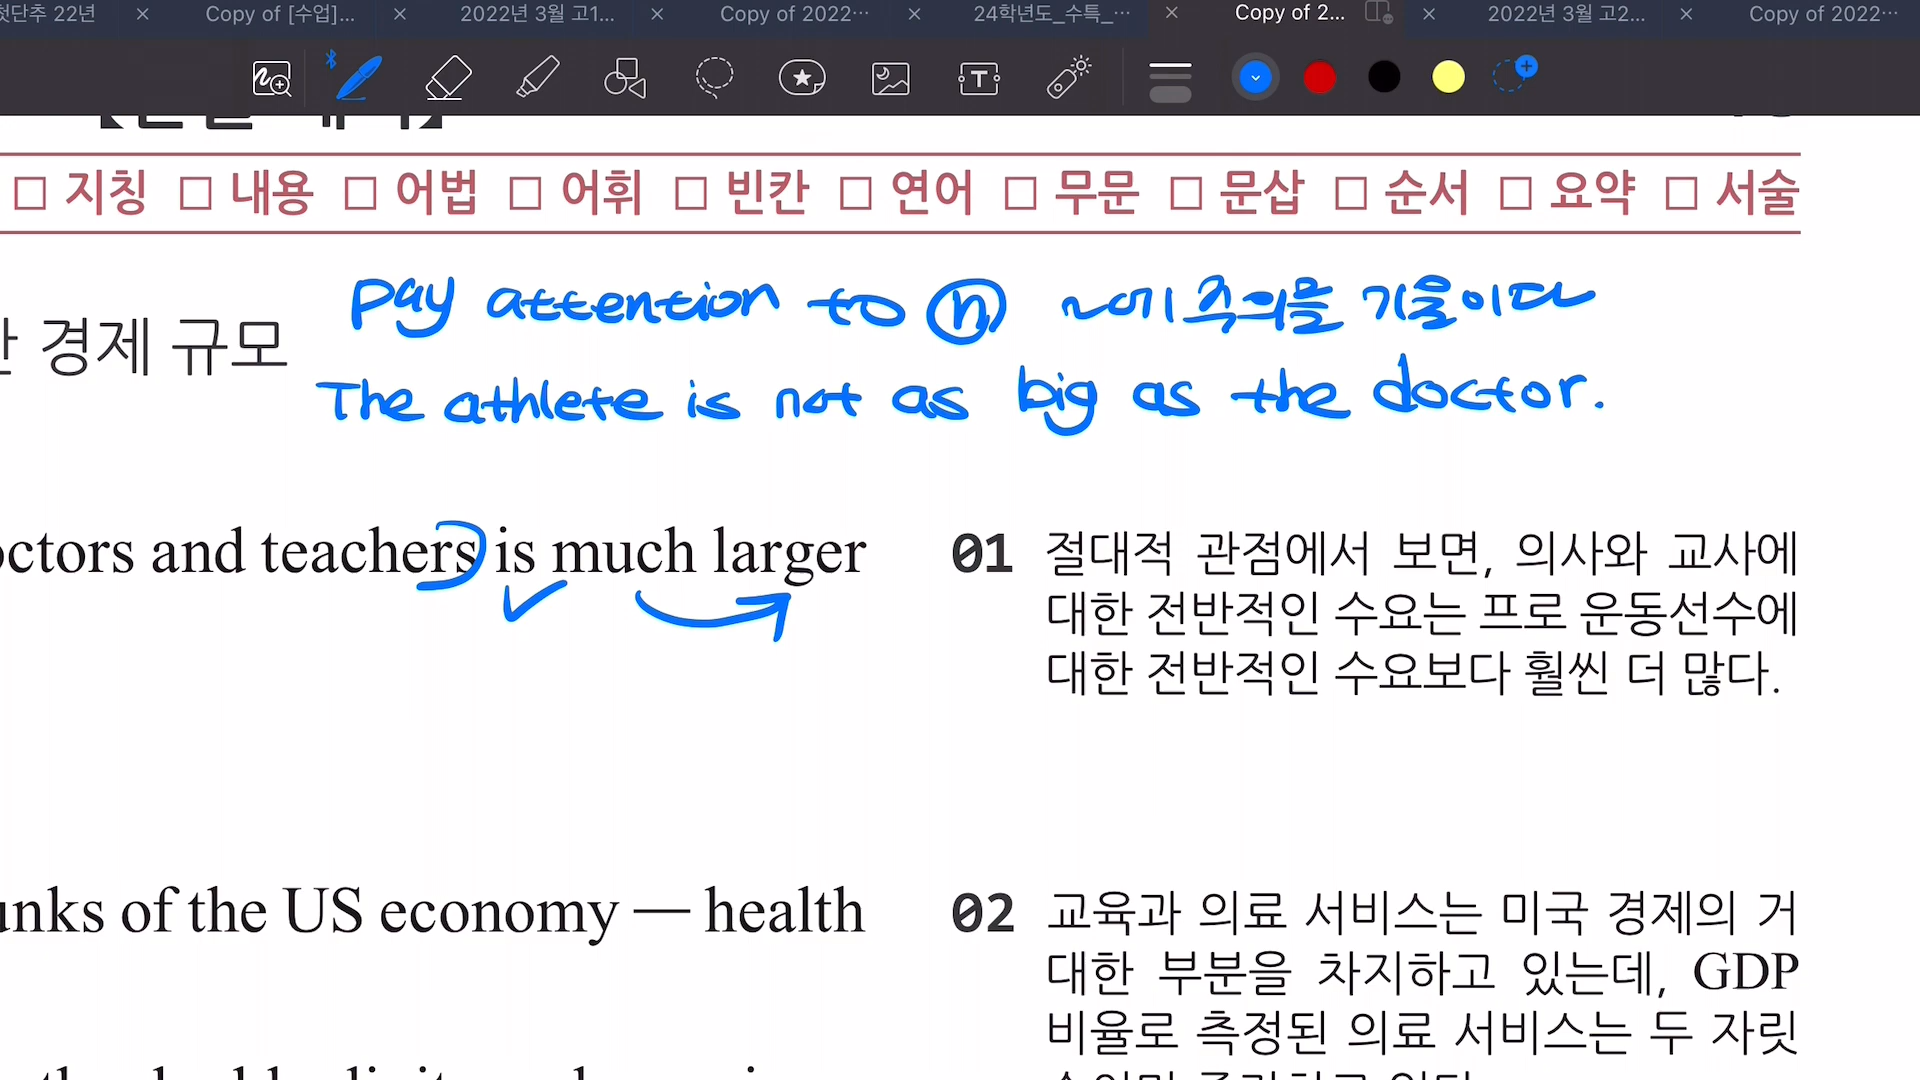 첫단추 22년 Copy of [수업]... 2022년 3월 고1... Copy of 2022... 24학년도_수특_... Copy of 2... 2022년 3월 고2... Copy of 2022...
□ 지칭 □ 내용 □ 어법 □ 어휘 □ 빈칸 □ 연어 □ 무문 □ 문삽 □ 순서 □ 요약 □ 서술
pay attention to ⓝ ~에 주의를 기울이다
경제 규모
The athlete is not as big as the doctor.
octors and teachers is much larger
01 절대적 관점에서 보면, 의사와 교사에
대한 전반적인 수요는 프로 운동선수에
대한 전반적인 수요보다 훨씬 더 많다.
unks of the US economy — health
02 교육과 의료 서비스는 미국 경제의 거
대한 부분을 차지하고 있는데, GDP
비율로 측정된 의료 서비스는 두 자릿